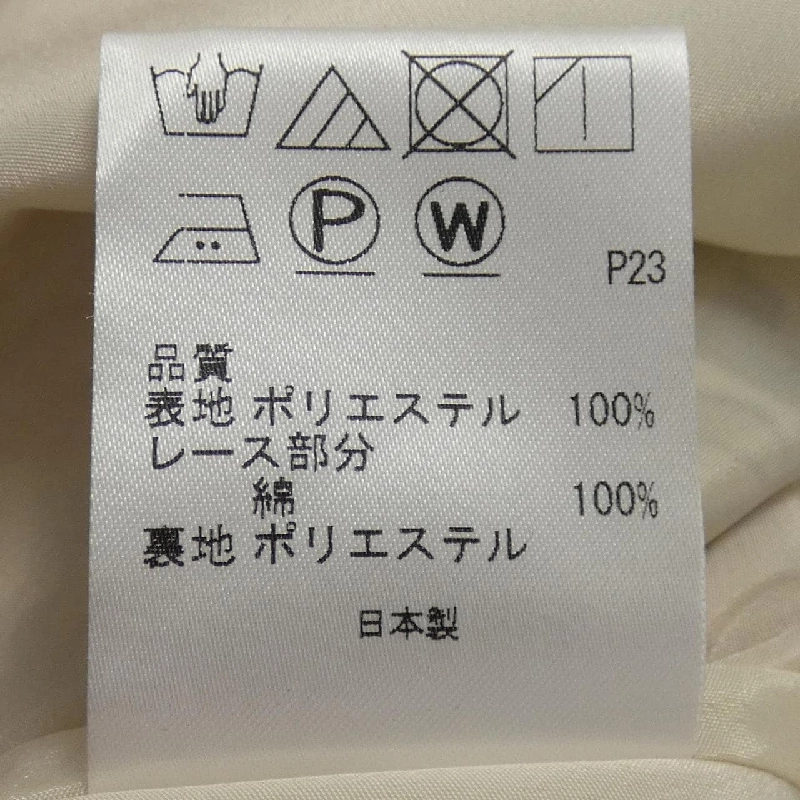 P W
P23
品質
表地 ポリエステル 100%
レース部分
綿 100%
裏地 ポリエステル
日本製